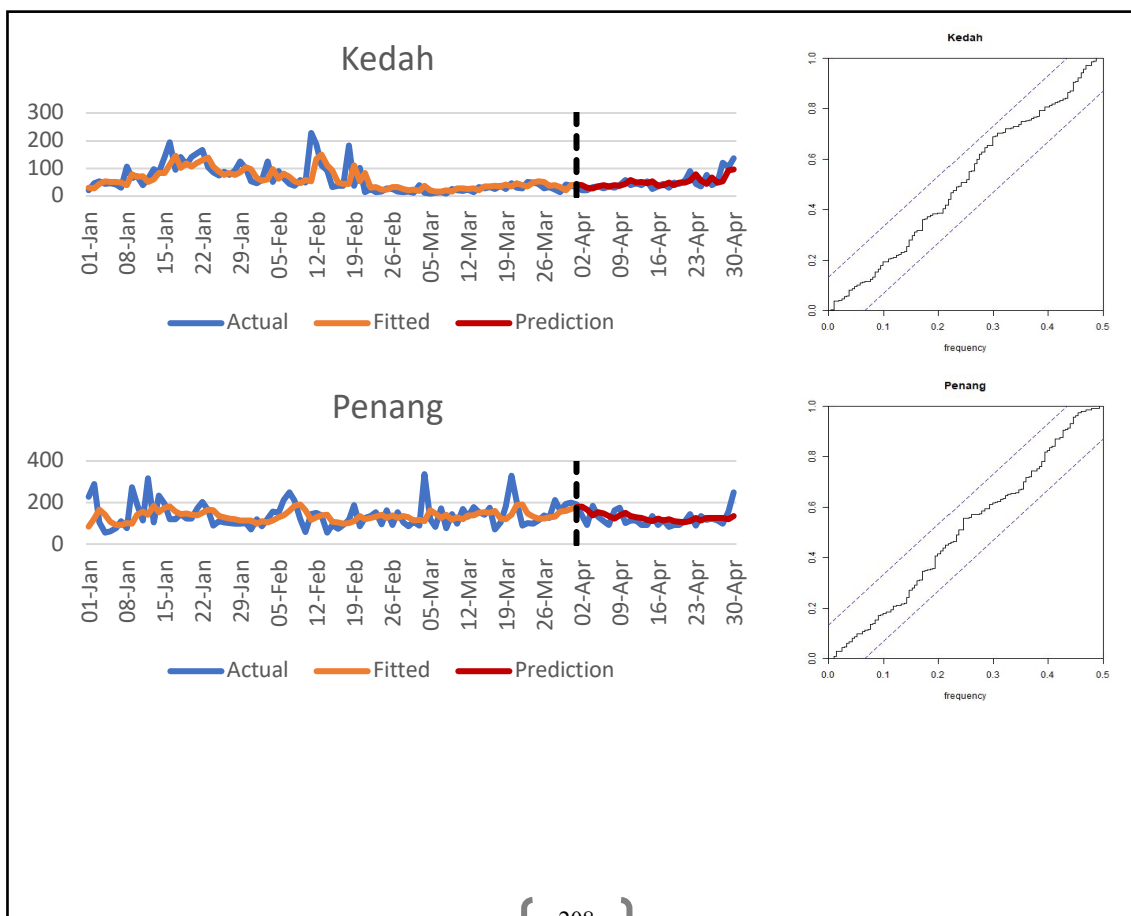 Kedah
300
200
100
0
01-Jan
08-Jan
15-Jan
22-Jan
29-Jan
05-Feb
12-Feb
19-Feb
26-Feb
05-Mar
12-Mar
19-Mar
26-Mar
02-Apr
09-Apr
16-Apr
23-Apr
30-Apr
Actual Fitted Prediction
Kedah
1.0
0.8
0.6
0.4
0.2
0.0
0.0 0.1 0.2 0.3 0.4 0.5
frequency
Penang
400
200
0
01-Jan
08-Jan
15-Jan
22-Jan
29-Jan
05-Feb
12-Feb
19-Feb
26-Feb
05-Mar
12-Mar
19-Mar
26-Mar
02-Apr
09-Apr
16-Apr
23-Apr
30-Apr
Actual Fitted Prediction
Penang
1.0
0.8
0.6
0.4
0.2
0.0
0.0 0.1 0.2 0.3 0.4 0.5
frequency
208